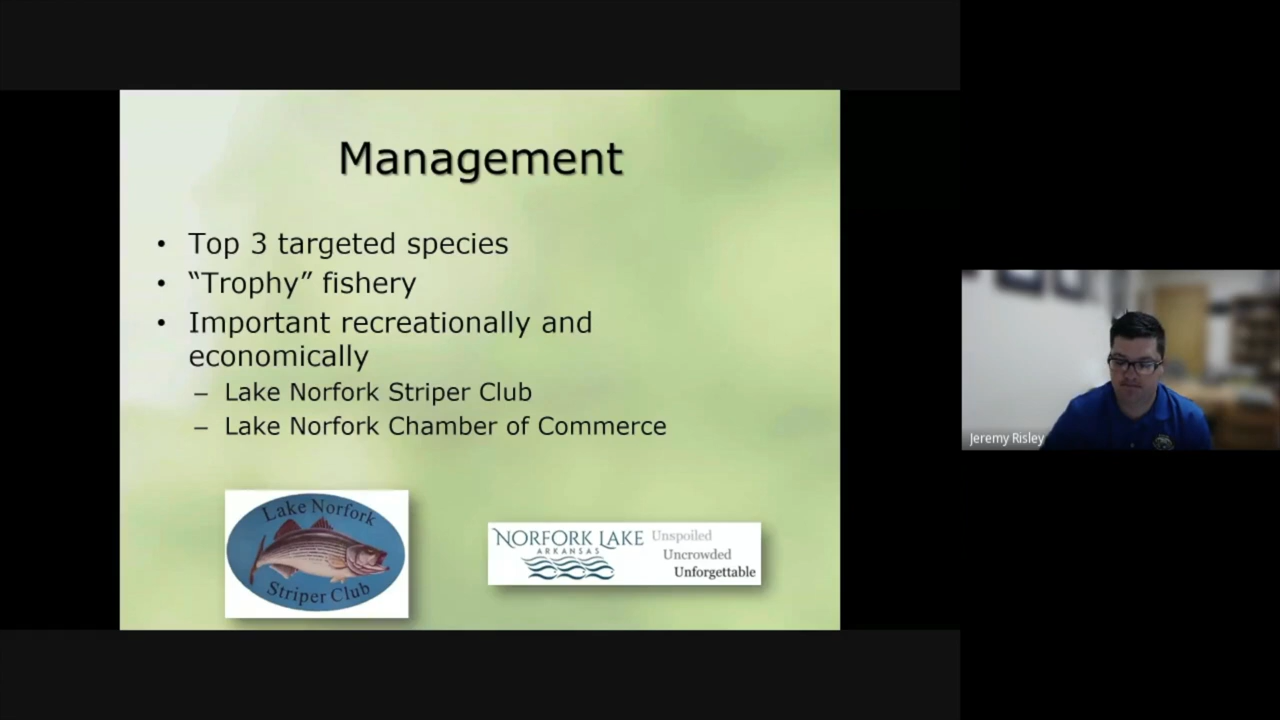 Management
• Top 3 targeted species
• “Trophy” fishery
• Important recreationally and
economically
– Lake Norfork Striper Club
– Lake Norfork Chamber of Commerce
Lake Norfork
Striper Club
NORFORK LAKE
ARKANSAS
Unspoiled
Uncrowded
Unforgettable
Jeremy Risley